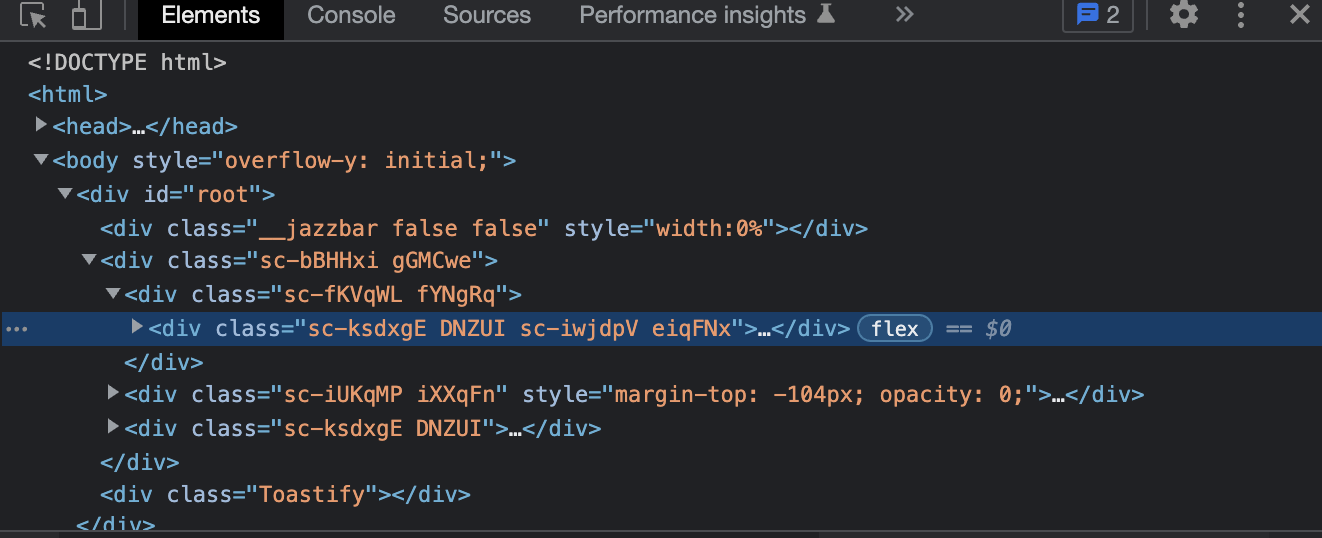 Elements Console Sources Performance insights » 2
<!DOCTYPE html>
<html>
<head>…</head>
<body style="overflow-y: initial;">
<div id="root">
<div class="__jazzbar false false" style="width:0%"></div>
<div class="sc-bBHHxi gGMCwe">
<div class="sc-fKVqWL fYNgRq">
<div class="sc-ksdxgE DNZUI sc-iwjdpV eiqFNx">…</div> flex == $0
</div>
<div class="sc-iUKqMP iXXqFn" style="margin-top: -104px; opacity: 0;">…</div>
<div class="sc-ksdxgE DNZUI">…</div>
</div>
<div class="Toastify"></div>
</div>